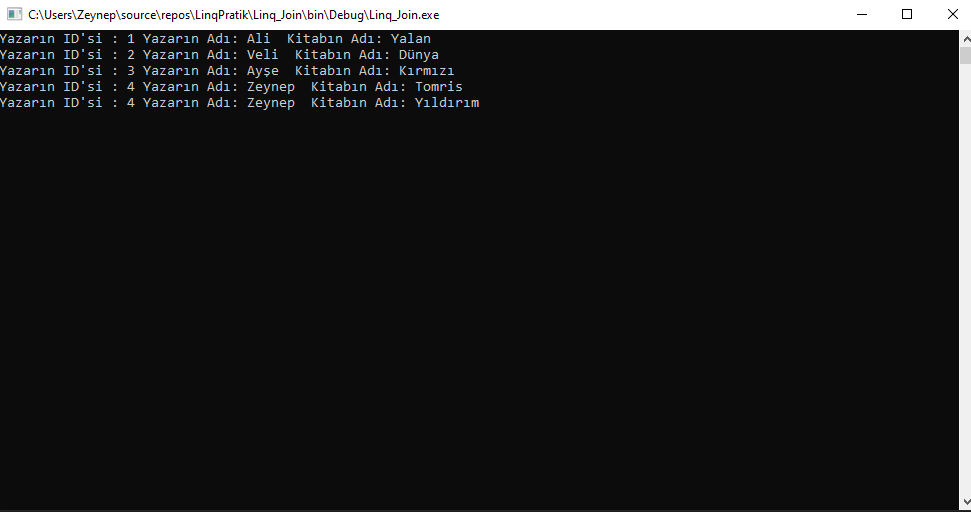 C:\Users\Zeynep\source\repos\LinqPratik\Linq_Join\bin\Debug\Linq_Join.exe
Yazarın ID'si : 1 Yazarın Adı: Ali  Kitabın Adı: Yalan
Yazarın ID'si : 2 Yazarın Adı: Veli  Kitabın Adı: Dünya
Yazarın ID'si : 3 Yazarın Adı: Ayşe  Kitabın Adı: Kırmızı
Yazarın ID'si : 4 Yazarın Adı: Zeynep  Kitabın Adı: Tomris
Yazarın ID'si : 4 Yazarın Adı: Zeynep  Kitabın Adı: Yıldırım